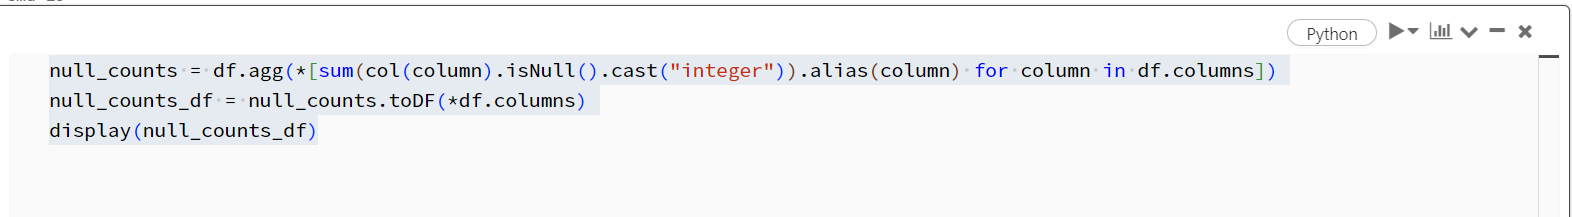 Python
null_counts = df.agg(*[sum(col(column).isNull().cast("integer")).alias(column) for column in df.columns])
null_counts_df = null_counts.toDF(*df.columns)
display(null_counts_df)